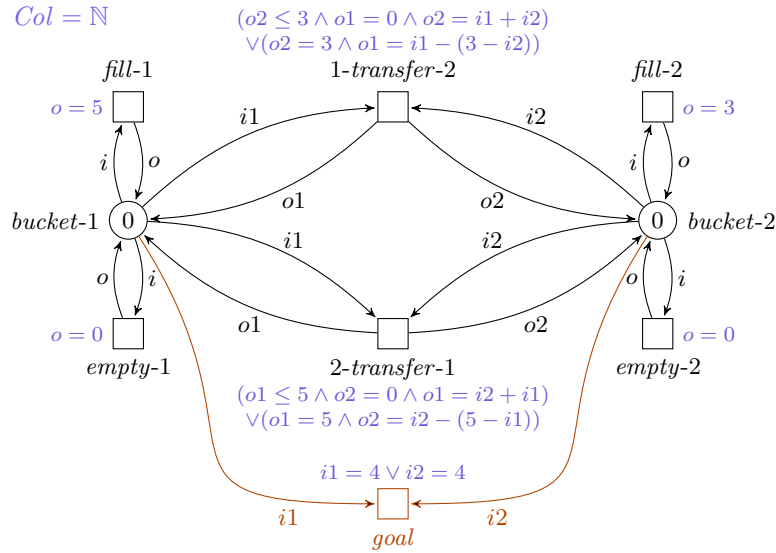 Col = ℕ
(o2 ≤ 3 ∧ o1 = 0 ∧ o2 = i1 + i2)
∨(o2 = 3 ∧ o1 = i1 − (3 − i2))
fill-1
1-transfer-2
fill-2
o = 5
o = 3
i1
i2
i
o
i
o
o1
o2
bucket-1
0
0
bucket-2
i1
i2
o
i
o
i
o1
o2
o = 0
o = 0
empty-1
2-transfer-1
empty-2
(o1 ≤ 5 ∧ o2 = 0 ∧ o1 = i2 + i1)
∨(o1 = 5 ∧ o2 = i2 − (5 − i1))
i1 = 4 ∨ i2 = 4
i1
i2
goal